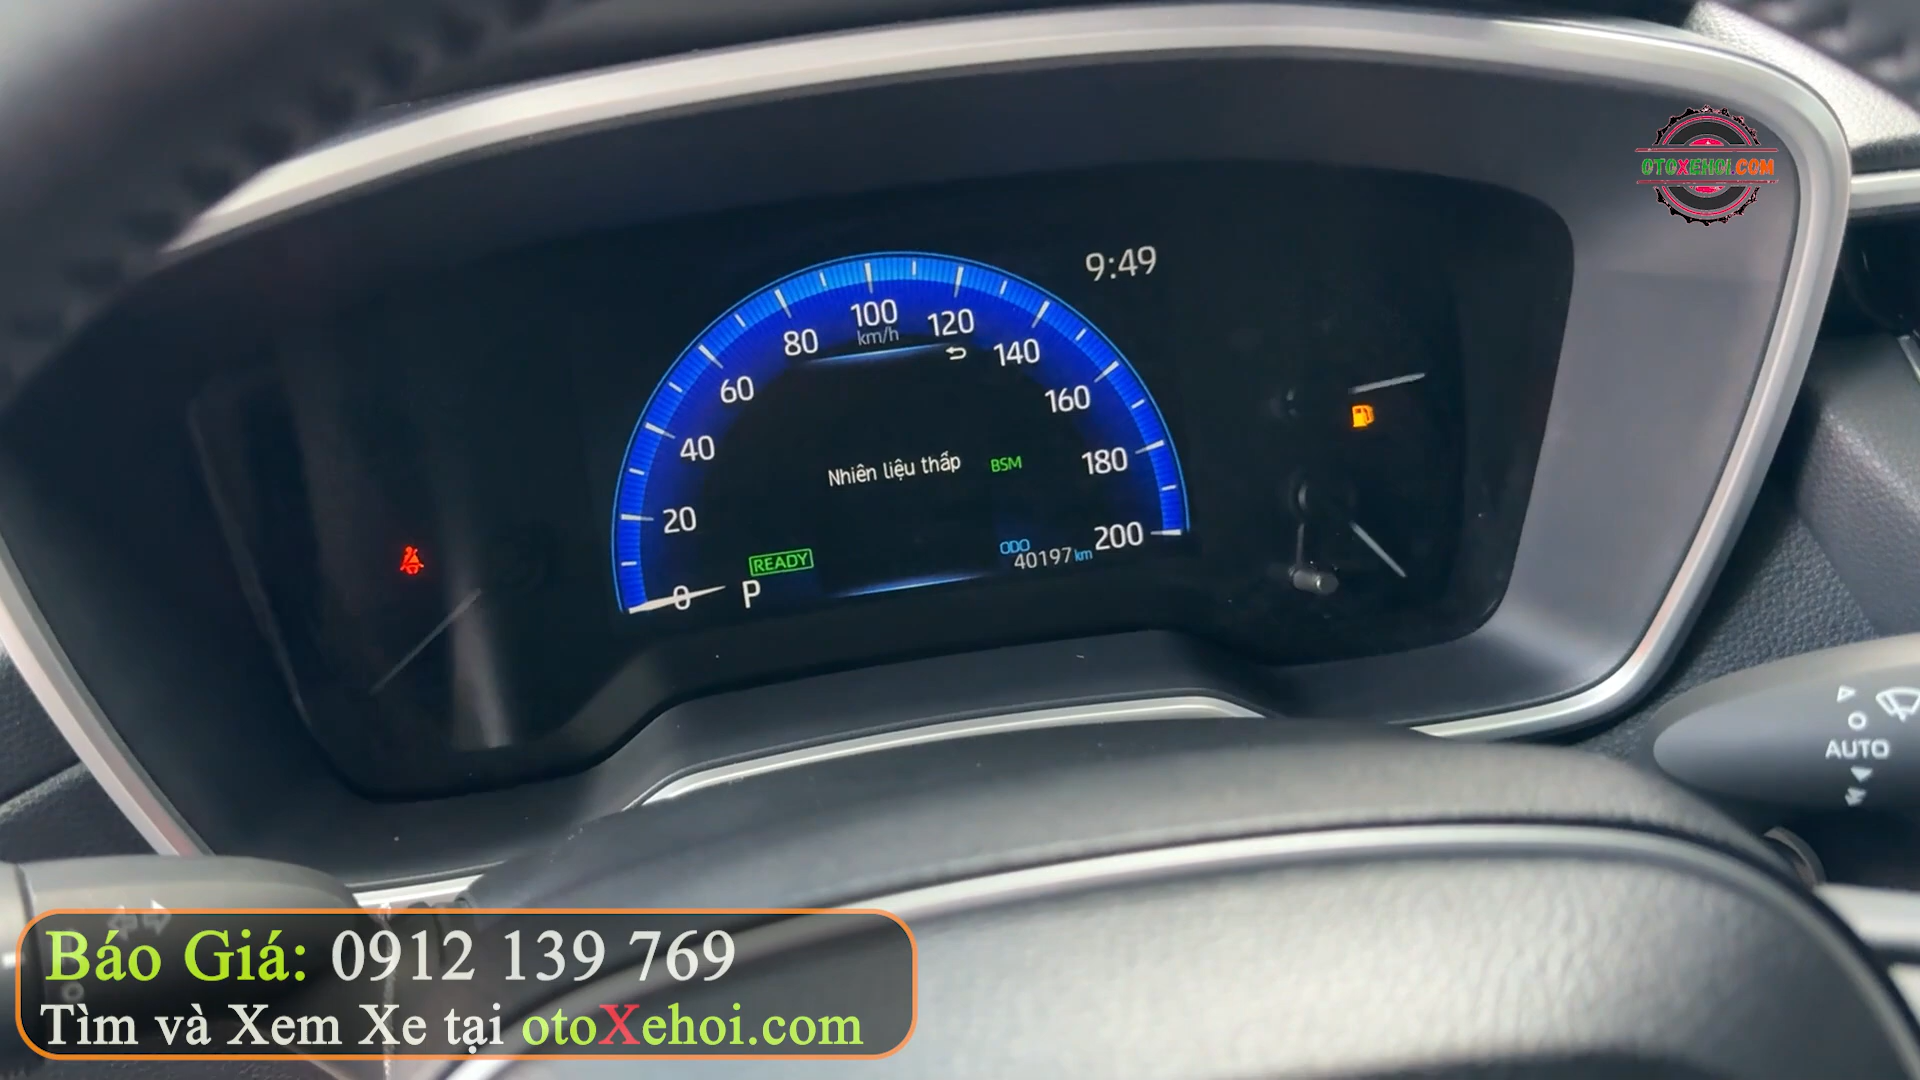 OTOXEHOI.COM
9:49
100
km/h
80
120
140
60
160
40
Nhiên liệu thấp
BSM
180
20
200
READY
ODO
40197 km
0
P
AUTO
Báo Giá: 0912 139 769
Tìm và Xem Xe tại otoXehoi.com